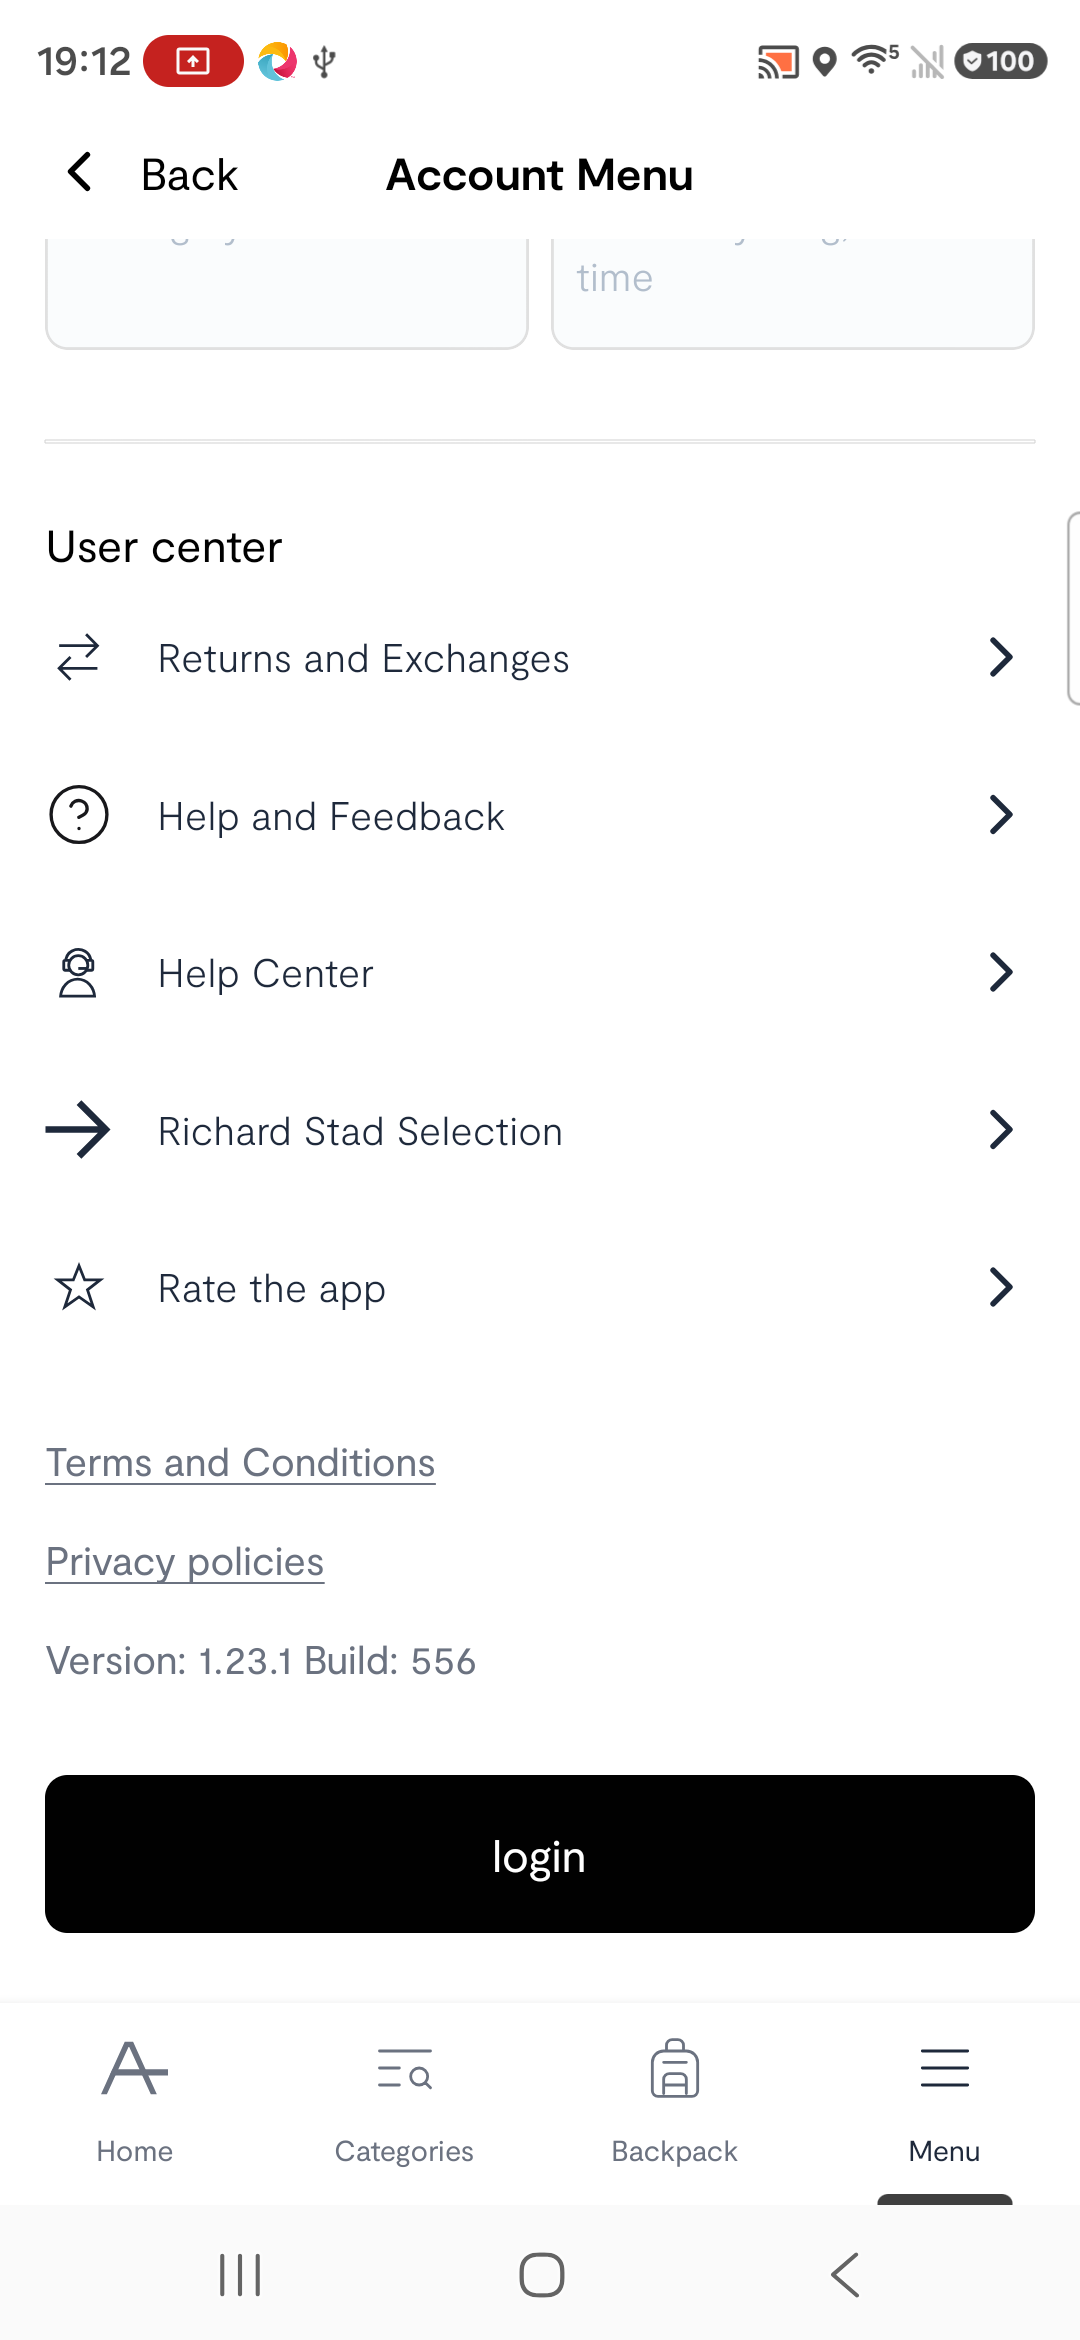 19:12
5
100
Back
Account Menu
time
User center
Returns and Exchanges
Help and Feedback
Help Center
Richard Stad Selection
Rate the app
Terms and Conditions
Privacy policies
Version: 1.23.1 Build: 556
login
Home
Categories
Backpack
Menu